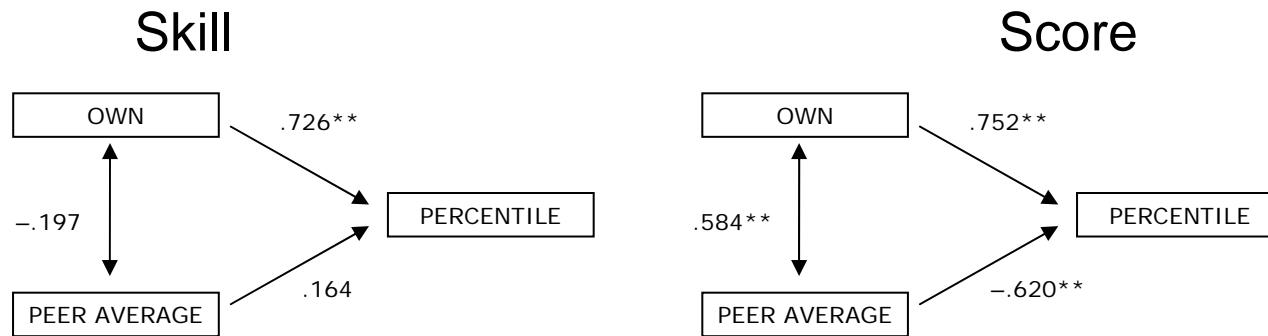 Skill
OWN
.726**
−.197
PERCENTILE
.164
PEER AVERAGE
Score
OWN
.752**
.584**
PERCENTILE
−.620**
PEER AVERAGE